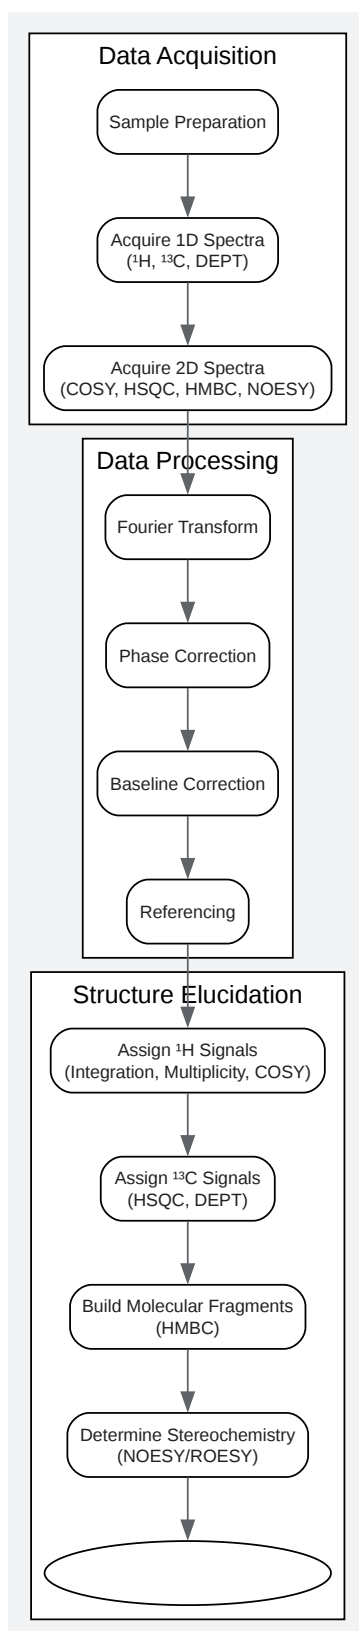 Data Acquisition
Sample Preparation
Acquire 1D Spectra
(¹H, ¹³C, DEPT)
Acquire 2D Spectra
(COSY, HSQC, HMBC, NOESY)
Data Processing
Fourier Transform
Phase Correction
Baseline Correction
Referencing
Structure Elucidation
Assign ¹H Signals
(Integration, Multiplicity, COSY)
Assign ¹³C Signals
(HSQC, DEPT)
Build Molecular Fragments
(HMBC)
Determine Stereochemistry
(NOESY/ROESY)